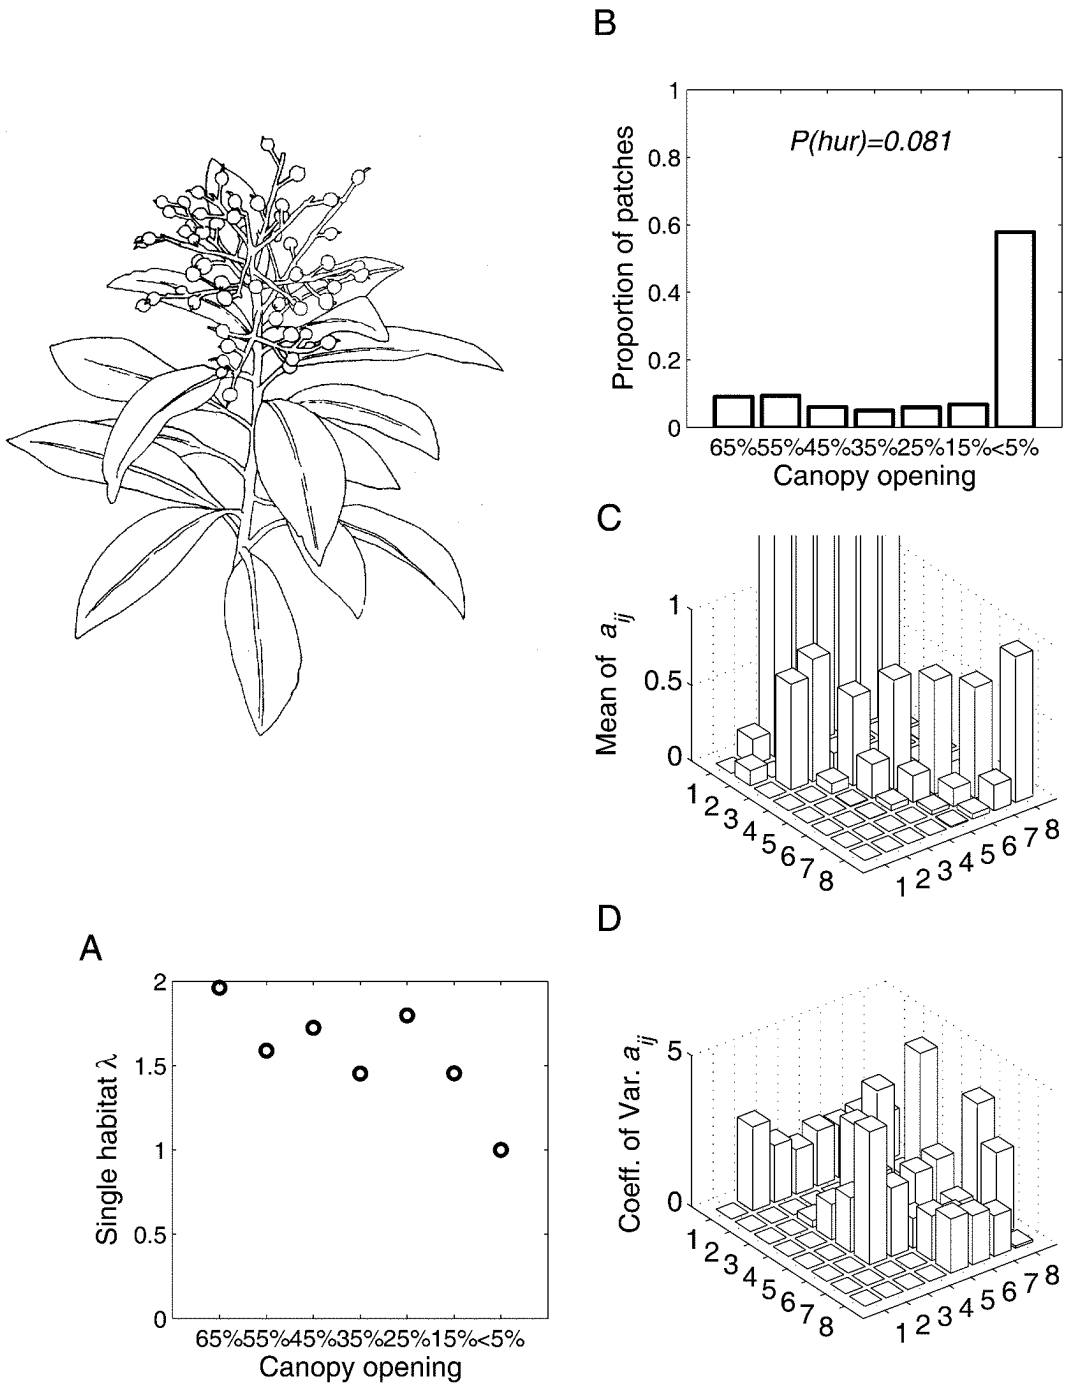 B
1
0.8
0.6
0.4
0.2
0
Proportion of patches
P(hur)=0.081
65% 55% 45% 35% 25% 15% <5%
Canopy opening
C
1
0.5
0
Mean of a ij
1 2 3 4 5 6 7 8
1 2 3 4 5 6 7 8
A
2
1.5
1
0.5
0
Single habitat λ
65% 55% 45% 35% 25% 15% <5%
Canopy opening
D
5
0
Coeff. of Var. a ij
1 2 3 4 5 6 7 8
1 2 3 4 5 6 7 8